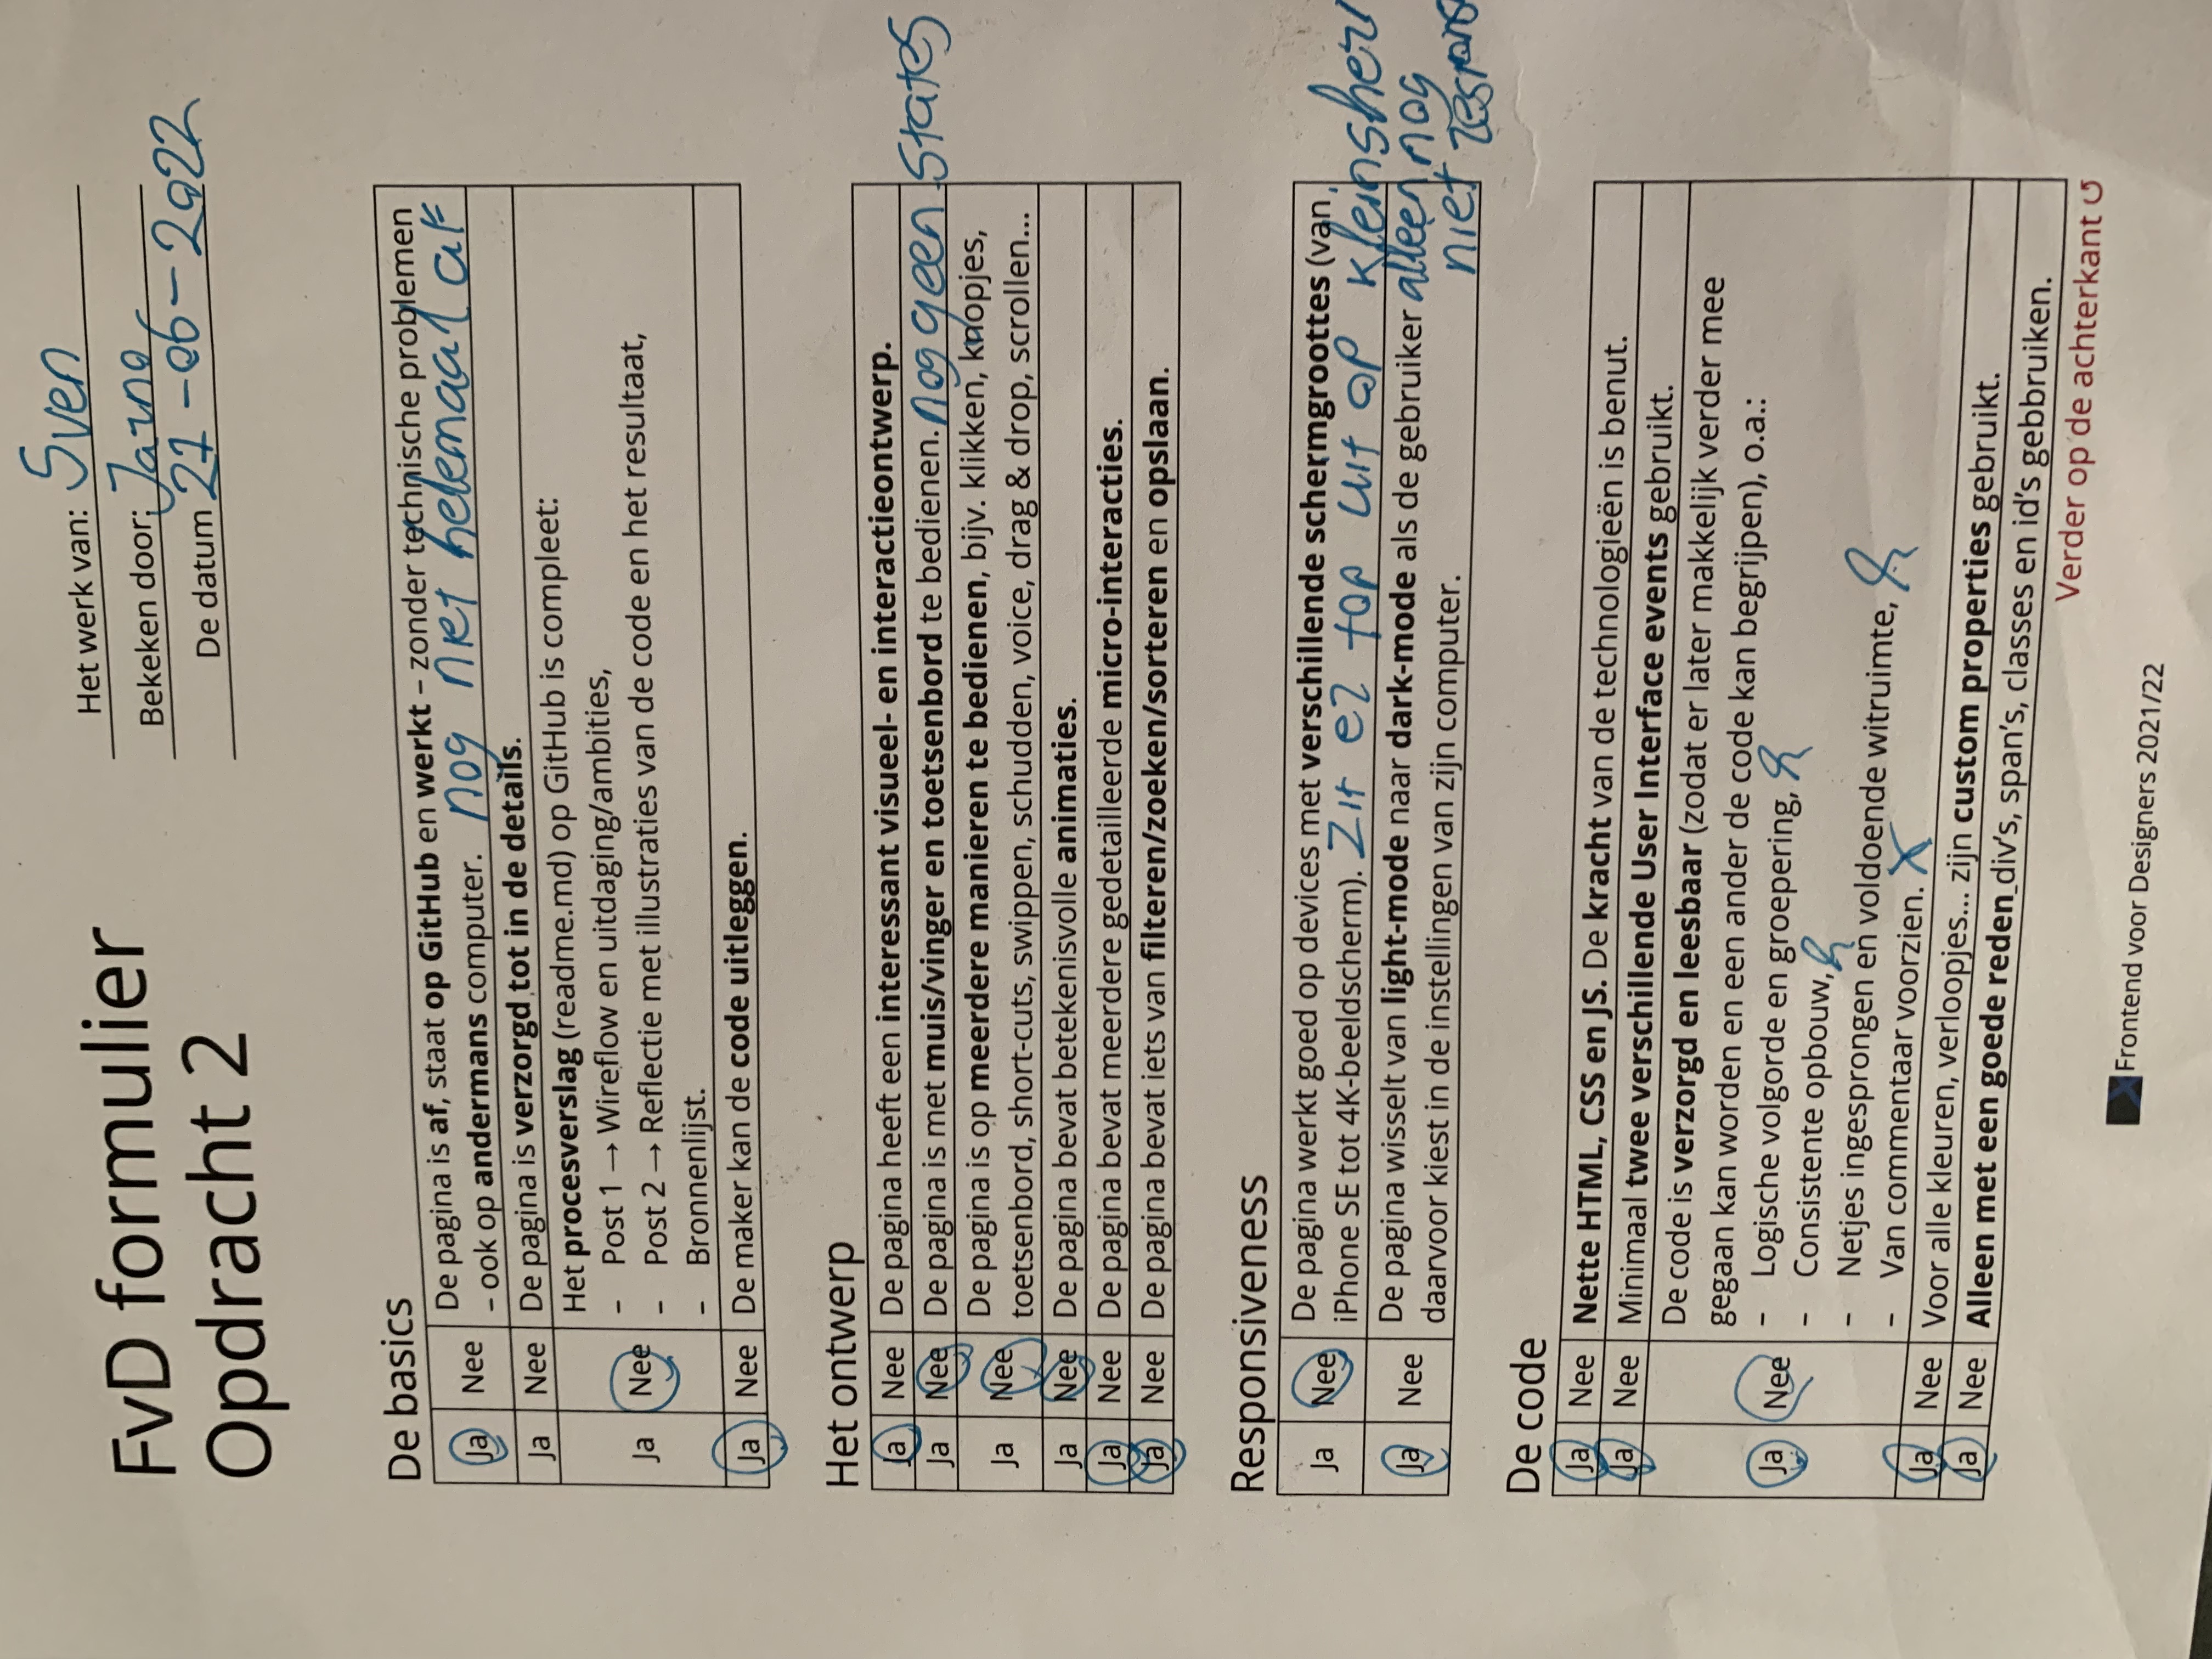 FvD formulier
Opdracht 2
Het werk van: Sven
Bekeken door: Jarno
De datum 27-06-2022
De basics
Ja Nee De pagina is af, staat op GitHub en werkt – zonder technische problemen
– ook op andermans computer. nog niet helemaal af
Ja Nee De pagina is verzorgd tot in de details.
Het procesverslag (readme.md) op GitHub is compleet:
– Post 1 → Wireflow en uitdaging/ambities,
Ja Nee
– Post 2 → Reflectie met illustraties van de code en het resultaat,
– Bronnenlijst.
Ja Nee De maker kan de code uitleggen.
Het ontwerp
Ja Nee De pagina heeft een interessant visueel- en interactieontwerp.
Ja Nee De pagina is met muis/vinger en toetsenbord te bedienen. nog geen states
Ja Nee De pagina is op meerdere manieren te bedienen, bijv. klikken, knopjes,
toetsenbord, short-cuts, swippen, schudden, voice, drag & drop, scrollen...
Ja Nee De pagina bevat betekenisvolle animaties.
Ja Nee De pagina bevat meerdere gedetailleerde micro-interacties.
Ja Nee De pagina bevat iets van filteren/zoeken/sorteren en opslaan.
Responsiveness
Ja Nee De pagina werkt goed op devices met verschillende schermgroottes (van
iPhone SE tot 4K-beeldscherm). Zit er top uit op klein
Ja Nee De pagina wisselt van light-mode naar dark-mode als de gebruiker alleen nog
daarvoor kiest in de instellingen van zijn computer. niet
De code
Ja Nee Nette HTML, CSS en JS. De kracht van de technologieën is benut.
Ja Nee Minimaal twee verschillende User Interface events gebruikt.
De code is verzorgd en leesbaar (zodat er later makkelijk verder mee
gegaan kan worden en een ander de code kan begrijpen), o.a.:
Ja Nee – Logische volgorde en groepering,
– Consistente opbouw,
– Netjes ingesprongen en voldoende witruimte,
– Van commentaar voorzien. X
Ja Nee Voor alle kleuren, verloopjes... zijn custom properties gebruikt.
Ja Nee Alleen met een goede reden div's, span's, classes en id's gebbruiken.
Verder op de achterkant ↺
Frontend voor Designers 2021/22